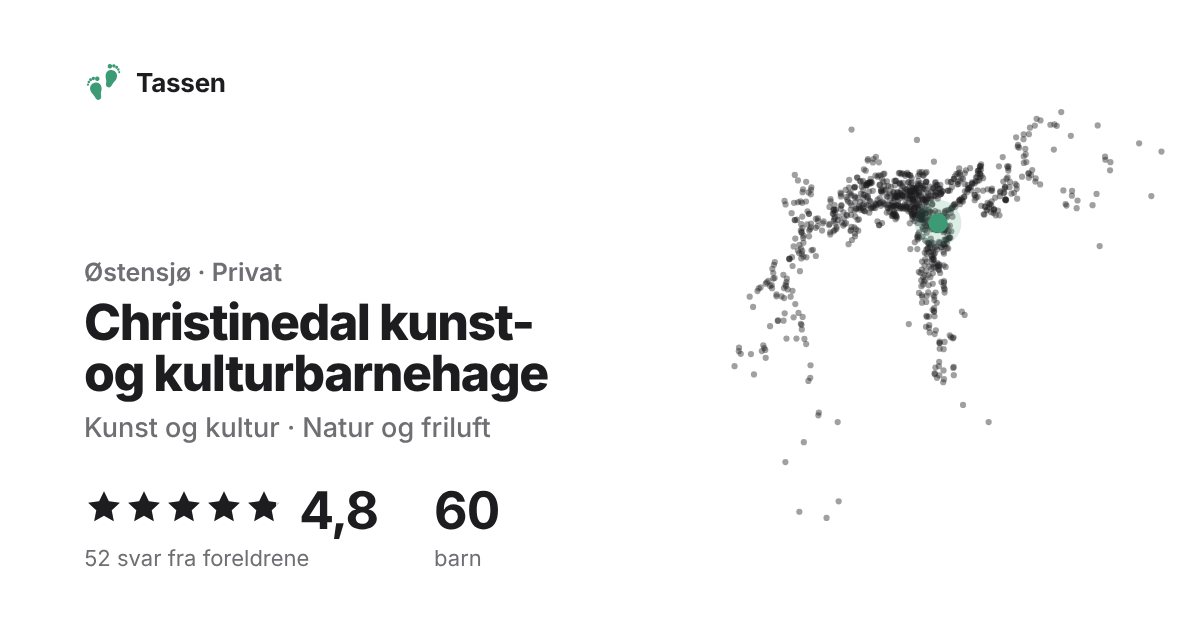 Tassen
Østensjø · Privat
Christinedal kunst-
og kulturbarnehage
Kunst og kultur · Natur og friluft
4,8
60
52 svar fra foreldrene
barn